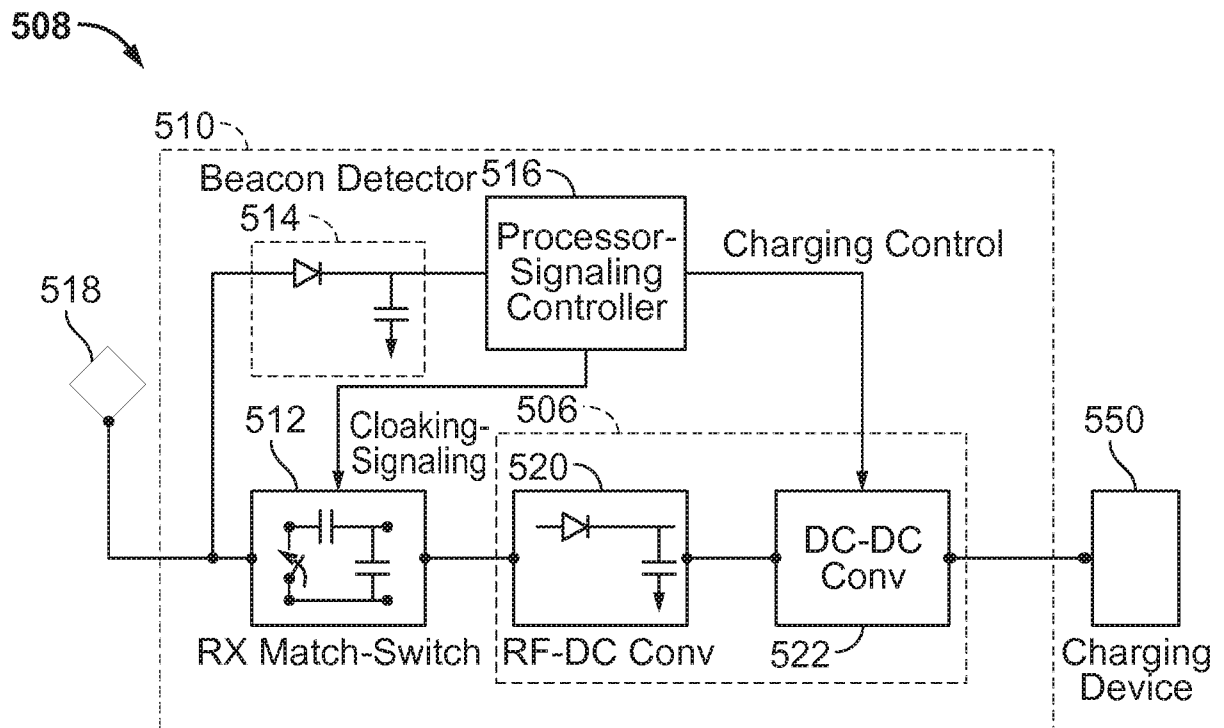 508
510
Beacon Detector
516
514
Processor-
Signaling
Controller
Charging Control
518
512
Cloaking-
Signaling
506
520
550
DC-DC
Conv
RX Match-Switch
RF-DC Conv
522
Charging
Device